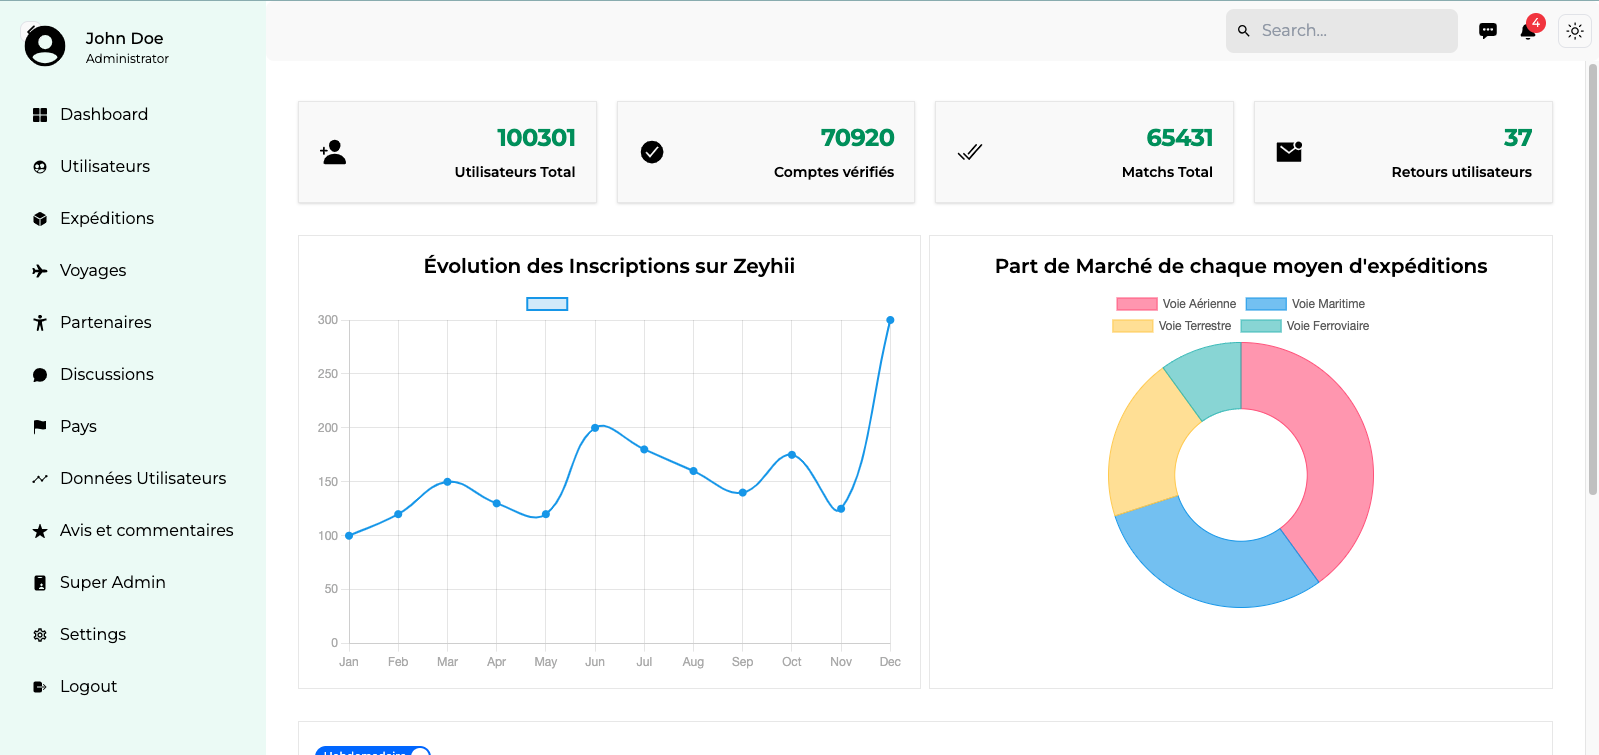 John Doe
Administrator
Dashboard
Utilisateurs
Expéditions
Voyages
Partenaires
Discussions
Pays
Données Utilisateurs
Avis et commentaires
Super Admin
Settings
Logout
Search...
4
100301
Utilisateurs Total
70920
Comptes vérifiés
65431
Matchs Total
37
Retours utilisateurs
Évolution des Inscriptions sur Zeyhii
300
250
200
150
100
50
0
Jan Feb Mar Apr May Jun Jul Aug Sep Oct Nov Dec
Part de Marché de chaque moyen d'expéditions
Voie Aérienne Voie Maritime
Voie Terrestre Voie Ferroviaire
Hebdomadaire